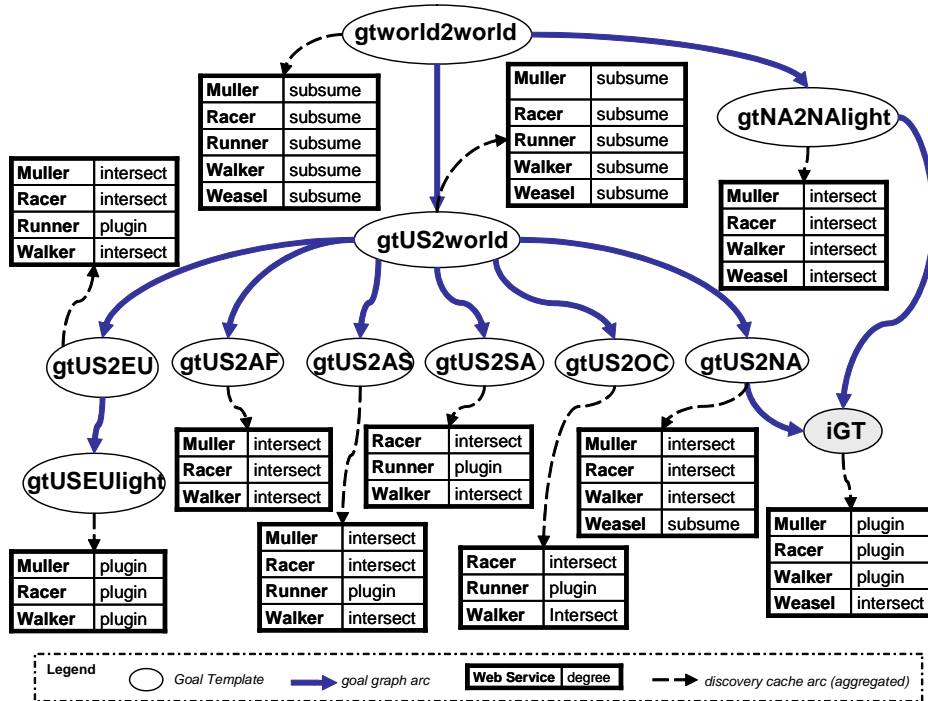 gtworld2world
Muller subsume
Racer subsume
Runner subsume
Walker subsume
Weasel subsume
Muller subsume
Racer subsume
Runner subsume
Walker subsume
Weasel subsume
gtNA2NAlight
Muller intersect
Racer intersect
Runner plugin
Walker intersect
Muller intersect
Racer intersect
Walker intersect
Weasel intersect
gtUS2world
gtUS2EU
gtUS2AF
gtUS2AS
gtUS2SA
gtUS2OC
gtUS2NA
iGT
gtUSEUlight
Muller intersect
Racer intersect
Walker intersect
Racer intersect
Runner plugin
Walker intersect
Muller intersect
Racer intersect
Walker intersect
Weasel subsume
Muller plugin
Racer plugin
Walker plugin
Muller intersect
Racer intersect
Runner plugin
Walker intersect
Racer intersect
Runner plugin
Walker Intersect
Muller plugin
Racer plugin
Walker plugin
Weasel intersect
Legend
Goal Template
goal graph arc
Web Service degree
discovery cache arc (aggregated)